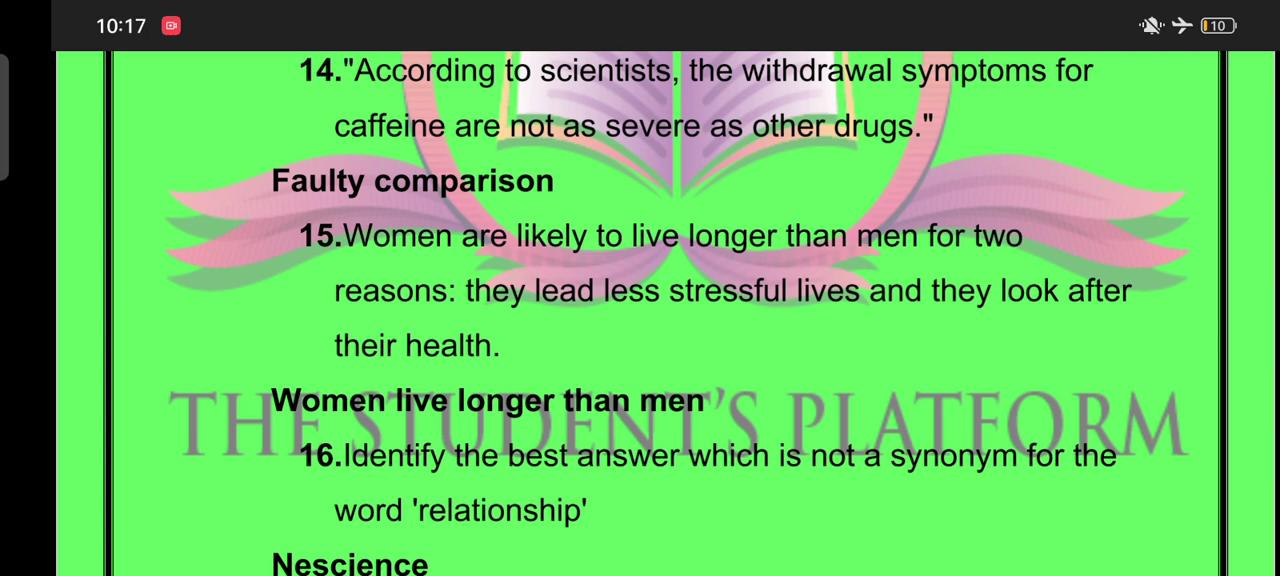 10:17
10
14."According to scientists, the withdrawal symptoms for
caffeine are not as severe as other drugs."
Faulty comparison
15.Women are likely to live longer than men for two
reasons: they lead less stressful lives and they look after
their health.
Women live longer than men
THE STUDENT'S PLATFORM
16.Identify the best answer which is not a synonym for the
word 'relationship'
Nescience